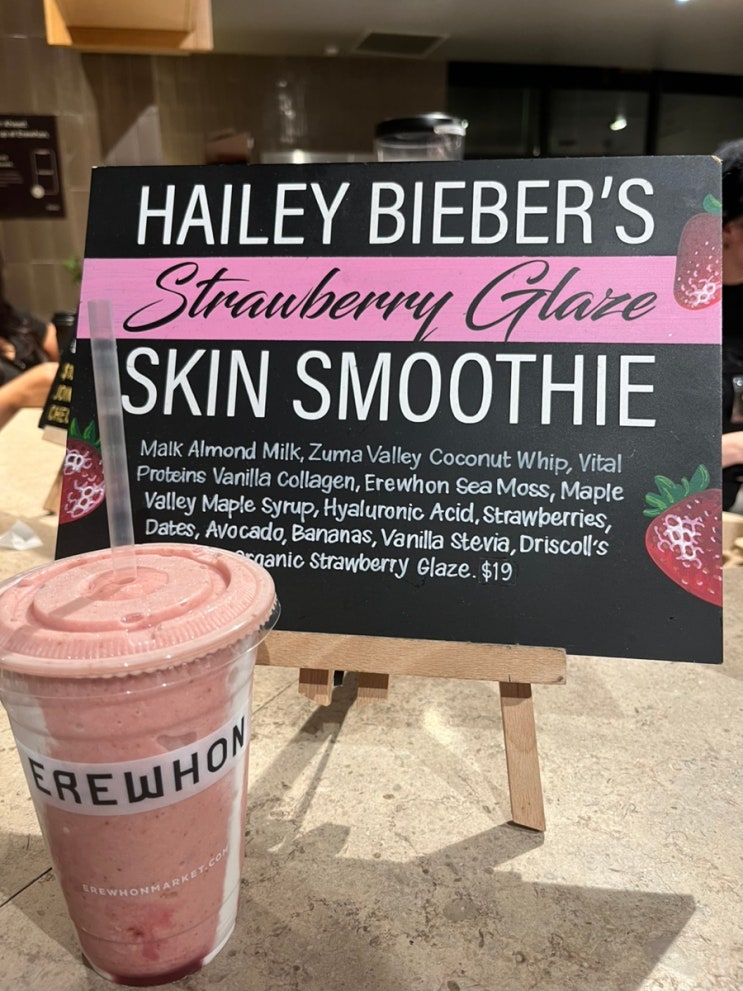 HAILEY BIEBER'S
Strawberry Glaze
SKIN SMOOTHIE
Malk Almond Milk, Zuma Valley Coconut Whip, Vital
Proteins Vanilla Collagen, Erewhon Sea Moss, Maple
Valley Maple Syrup, Hyaluronic Acid, Strawberries,
Dates, Avocado, Bananas, Vanilla Stevia, Driscoll's
Organic Strawberry Glaze. $19
EREWHON
EREWHONMARKET.COM